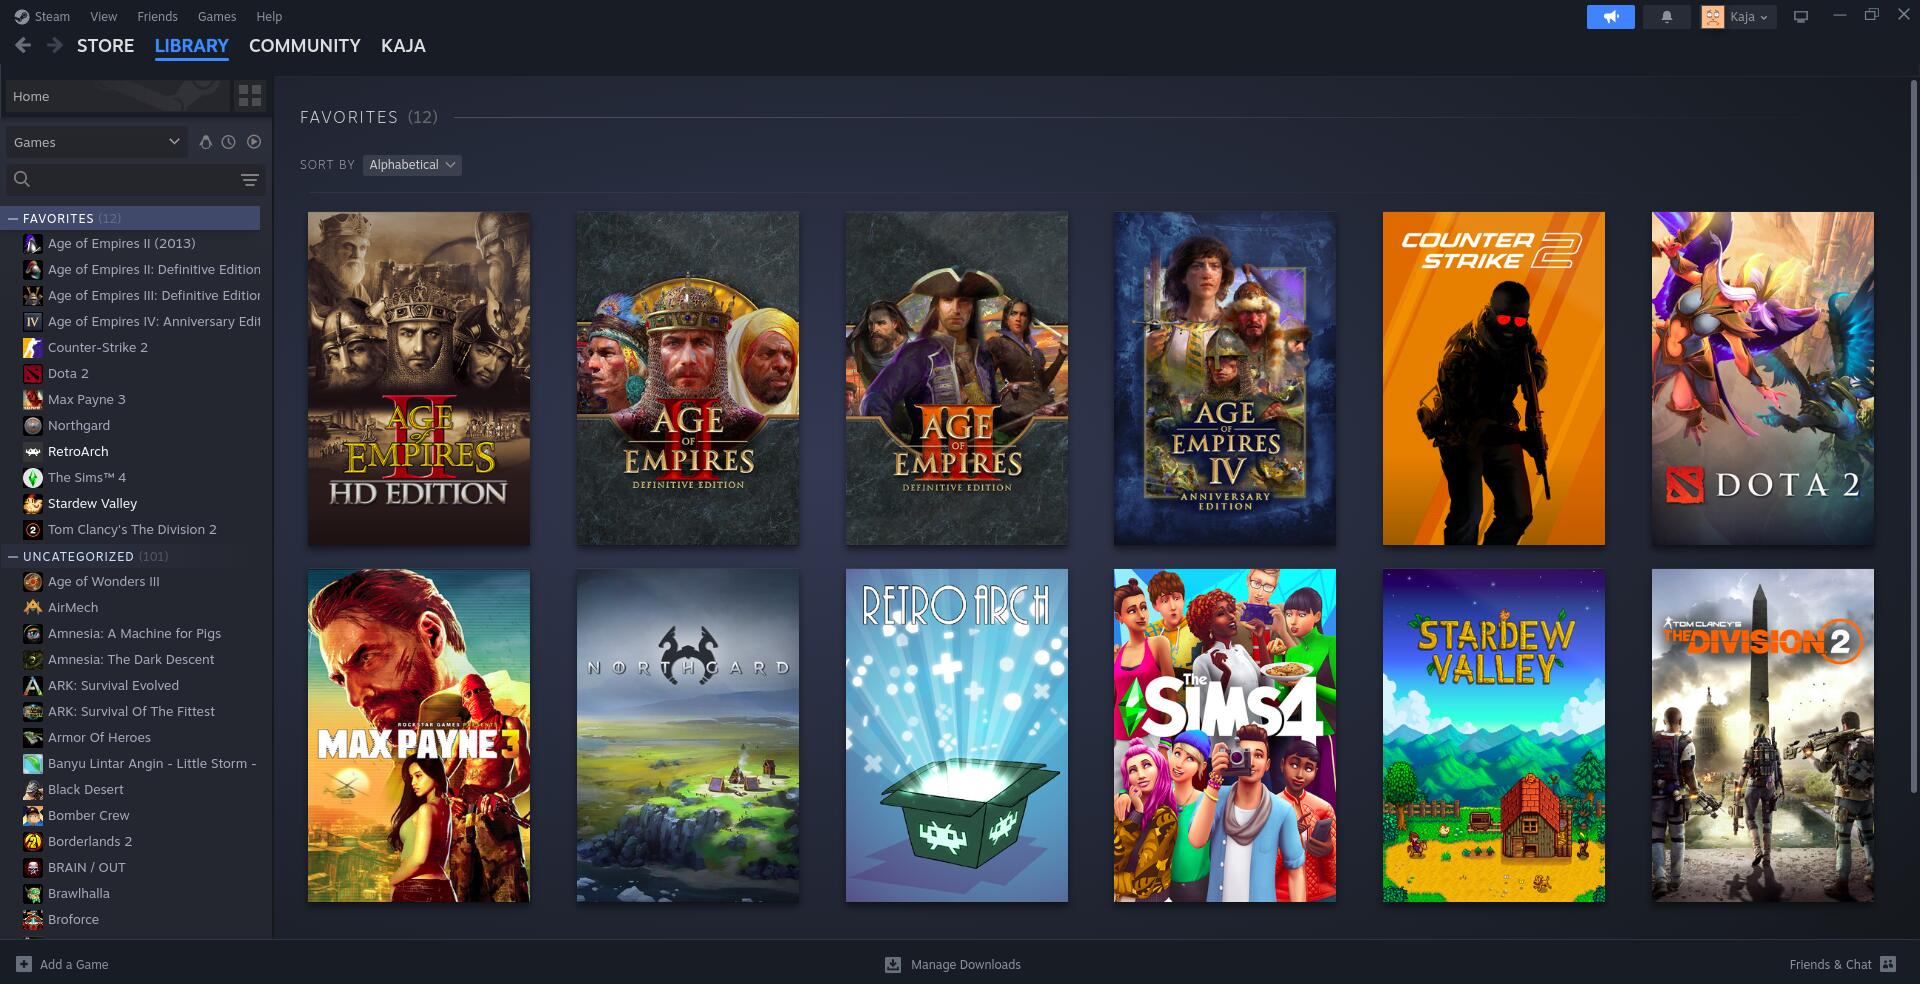 Steam View Friends Games Help
Kaja
STORE LIBRARY COMMUNITY KAJA
Home
Games
FAVORITES (12)
Age of Empires II (2013)
Age of Empires II: Definitive Edition
Age of Empires III: Definitive Edition
Age of Empires IV: Anniversary Edit
Counter-Strike 2
Dota 2
Max Payne 3
Northgard
RetroArch
The Sims™ 4
Stardew Valley
Tom Clancy's The Division 2
UNCATEGORIZED (101)
Age of Wonders III
AirMech
Amnesia: A Machine for Pigs
Amnesia: The Dark Descent
ARK: Survival Evolved
ARK: Survival Of The Fittest
Armor Of Heroes
Banyu Lintar Angin - Little Storm -
Black Desert
Bomber Crew
Borderlands 2
BRAIN / OUT
Brawlhalla
Broforce
FAVORITES (12)
SORT BY Alphabetical
II
AGE
of
EMPIRES
HD EDITION
II
AGE
OF
EMPIRES
DEFINITIVE EDITION
III
AGE
OF
EMPIRES
DEFINITIVE EDITION
AGE
OF
EMPIRES
IV
ANNIVERSARY
EDITION
COUNTER
STRIKE 2
DOTA 2
ROCKSTAR GAMES PRESENTS
MAX PAYNE 3
NORTHGARD
RETROARCH
The
SiMS4
STARDEW
VALLEY
TOM CLANCY'S
THE DIVISION 2
Add a Game
Manage Downloads
Friends & Chat